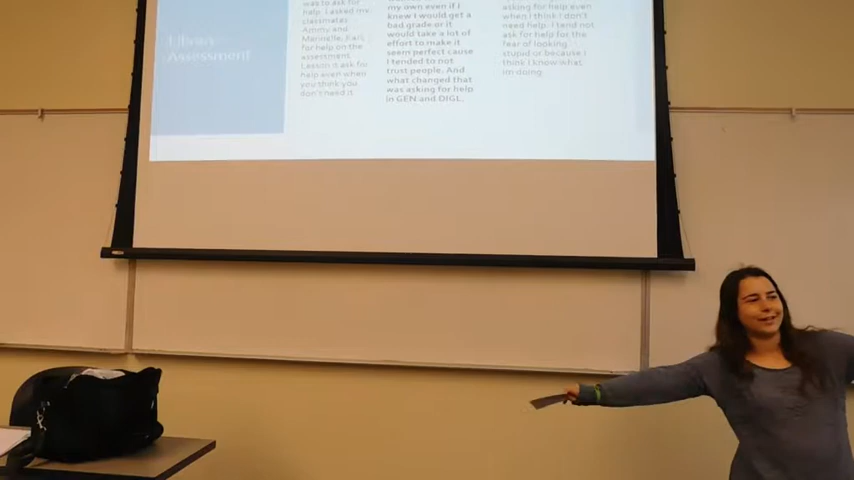 Library
Assessment
was to ask for
help. I asked my
classmates
Ammy and
Marinelle, Karl,
for help on the
assessment.
Lesson is ask for
help even when
you think you
don't need it.
my own even if I
knew I would get a
bad grade or it
would take a lot of
effort to make it
seem perfect cause
I tended to not
trust people. And
what changed that
was asking for help
in GEN and DIGL.
asking for help even
when I think I don't
need help. I tend not
to ask for help for the
fear of looking
stupid or because I
think I know what
im doing.